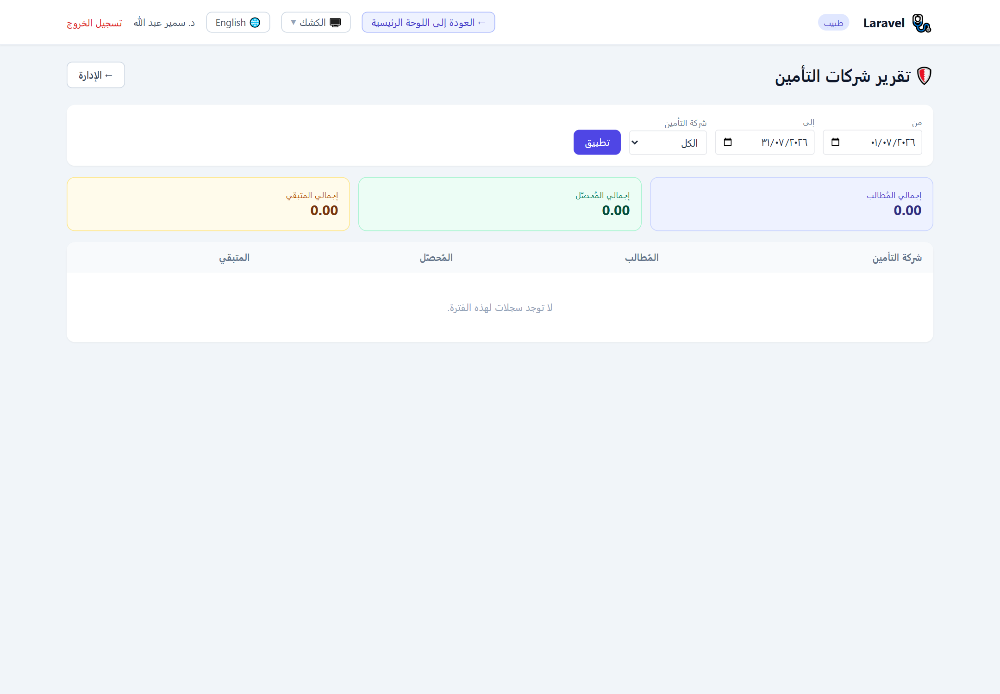 Laravel
طبيب
← العودة إلى اللوحة الرئيسية
الكشك ▼
English
د. سمير عبد الله
تسجيل الخروج
تقرير شركات التأمين
← الإدارة
من
إلى
شركة التأمين
٠١/٠٧/٢٠٢٦
٣١/٠٧/٢٠٢٦
الكل
تطبيق
إجمالي المُطالب
0.00
إجمالي المُحصّل
0.00
إجمالي المتبقي
0.00
شركة التأمين
المُطالب
المُحصّل
المتبقي
لا توجد سجلات لهذه الفترة.